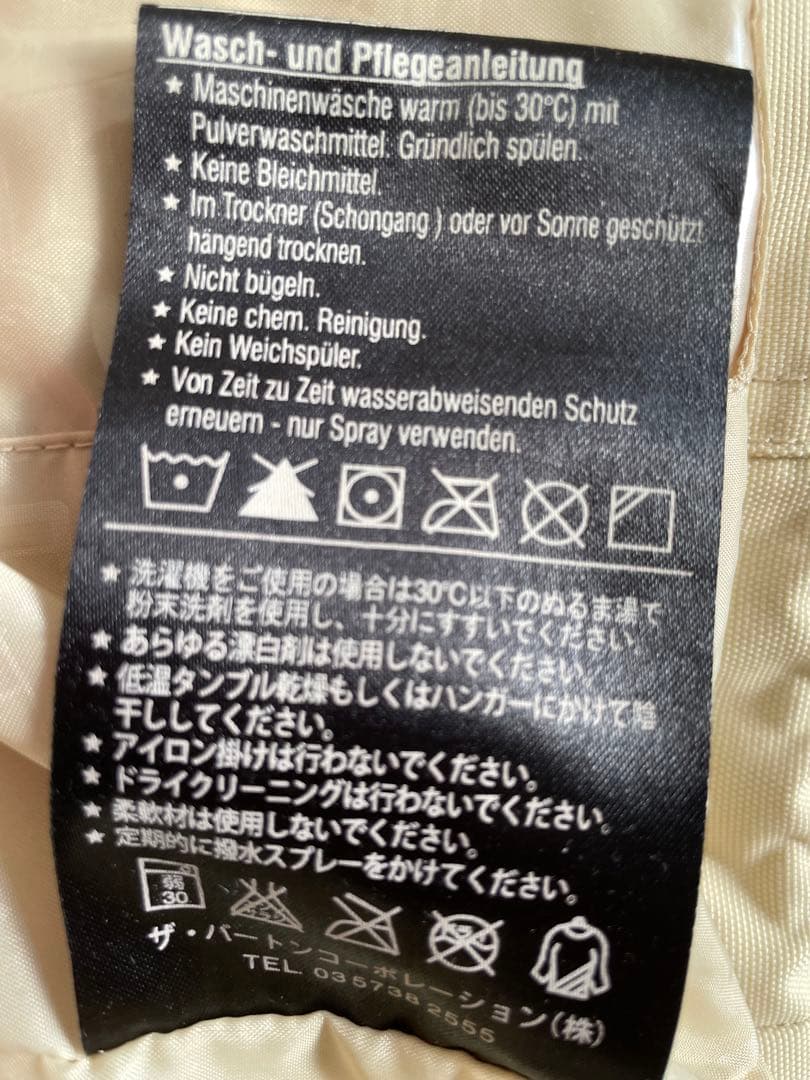 Wasch- und Pflegeanleitung
★ Maschinenwäsche warm (bis 30°C) mit
Pulverwaschmittel. Gründlich spülen.
★ Keine Bleichmittel.
★ Im Trockner (Schongang ) oder vor Sonne geschützt
hängend trocknen.
★ Nicht bügeln.
★ Keine chem. Reinigung.
★ Kein Weichspüler.
★ Von Zeit zu Zeit wasserabweisenden Schutz
erneuern - nur Spray verwenden.
★ 洗濯機をご使用の場合は30℃以下のぬるま湯で
粉末洗剤を使用し、十分にすすいでください。
★ あらゆる漂白剤は使用しないでください。
★ 低温タンブル乾燥もしくはハンガーにかけて陰
干ししてください。
★ アイロン掛けは行わないでください。
★ ドライクリーニングは行わないでください。
★ 柔軟材は使用しないでください。
★ 定期的に撥水スプレーをかけてください。
弱
30
エンソ
ザ・バートンコーポレーション(株)
TEL. 03 5738 2555